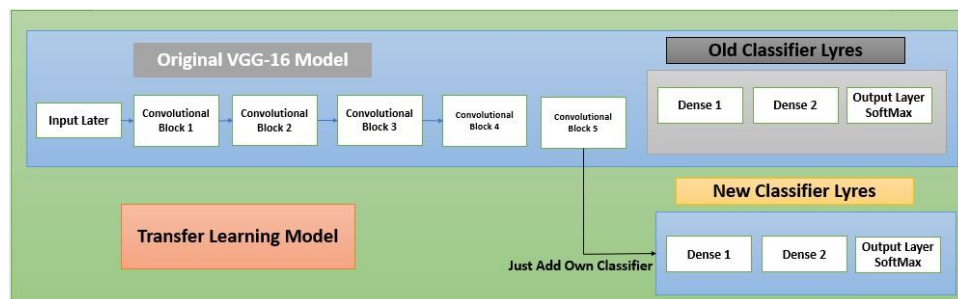 Original VGG-16 Model
Old Classifier Lyres
Input Later
Convolutional
Block 1
Convolutional
Block 2
Convolutional
Block 3
Convolutional
Block 4
Convolutional
Block 5
Dense 1
Dense 2
Output Layer
SoftMax
New Classifier Lyres
Transfer Learning Model
Just Add Own Classifier
Dense 1
Dense 2
Output Layer
SoftMax